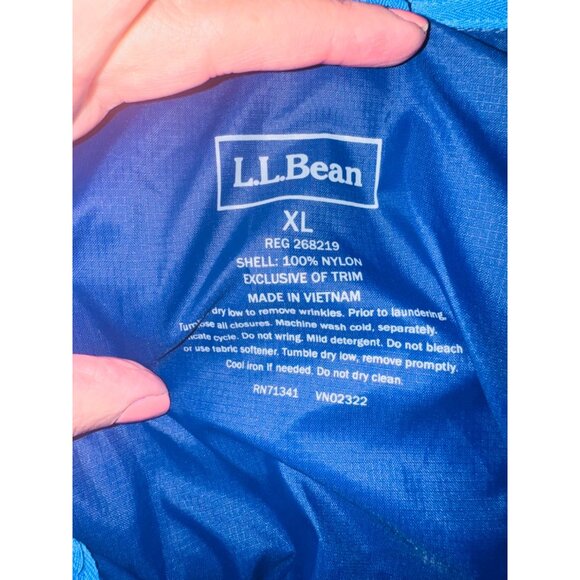 L.L.Bean
XL
REG 268219
SHELL: 100% NYLON
EXCLUSIVE OF TRIM
MADE IN VIETNAM
dry low to remove wrinkles. Prior to laundering,
all closures. Machine wash cold, separately.
cycle. Do not wring. Mild detergent. Do not bleach
or use fabric softener. Tumble dry low, remove promptly.
Cool iron if needed. Do not dry clean.
RN71341 VN02322